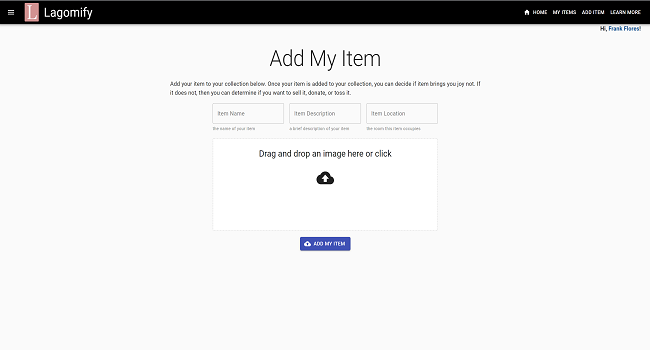 L Lagomify HOME MY ITEMS ADD ITEM LEARN MORE
Hi, Frank Flores!
Add My Item
Add your item to your collection below. Once your item is added to your collection, you can decide if item brings you joy not. If
it does not, then you can determine if you want to sell it, donate, or toss it.
Item Name Item Description Item Location
the name of your item a brief description of your item the room this item occupies
Drag and drop an image here or click
ADD MY ITEM